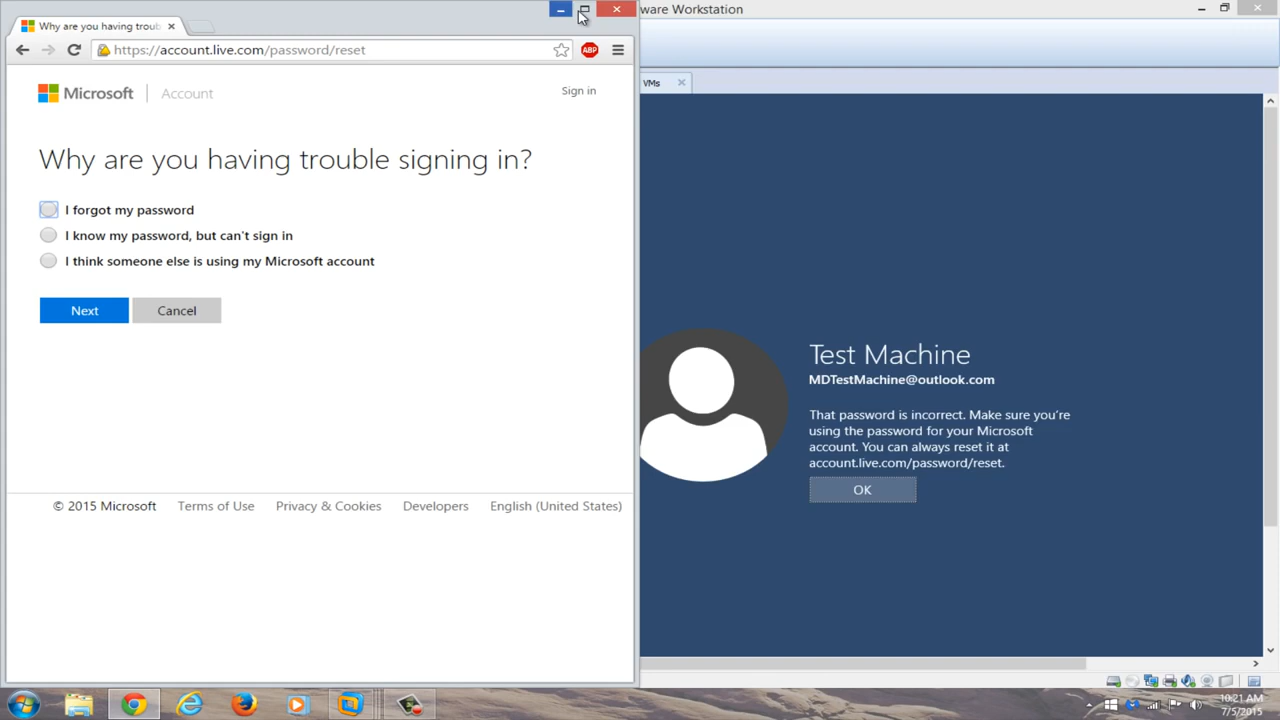 Why are you having troub
https://account.live.com/password/reset
ABP
Microsoft
Account
Sign in
Why are you having trouble signing in?
I forgot my password
I know my password, but can't sign in
I think someone else is using my Microsoft account
Next
Cancel
© 2015 Microsoft
Terms of Use
Privacy & Cookies
Developers
English (United States)
ware Workstation
VMs
Test Machine
MDTestMachine@outlook.com
That password is incorrect. Make sure you're
using the password for your Microsoft
account. You can always reset it at
account.live.com/password/reset.
OK
10:21 AM
7/5/2015